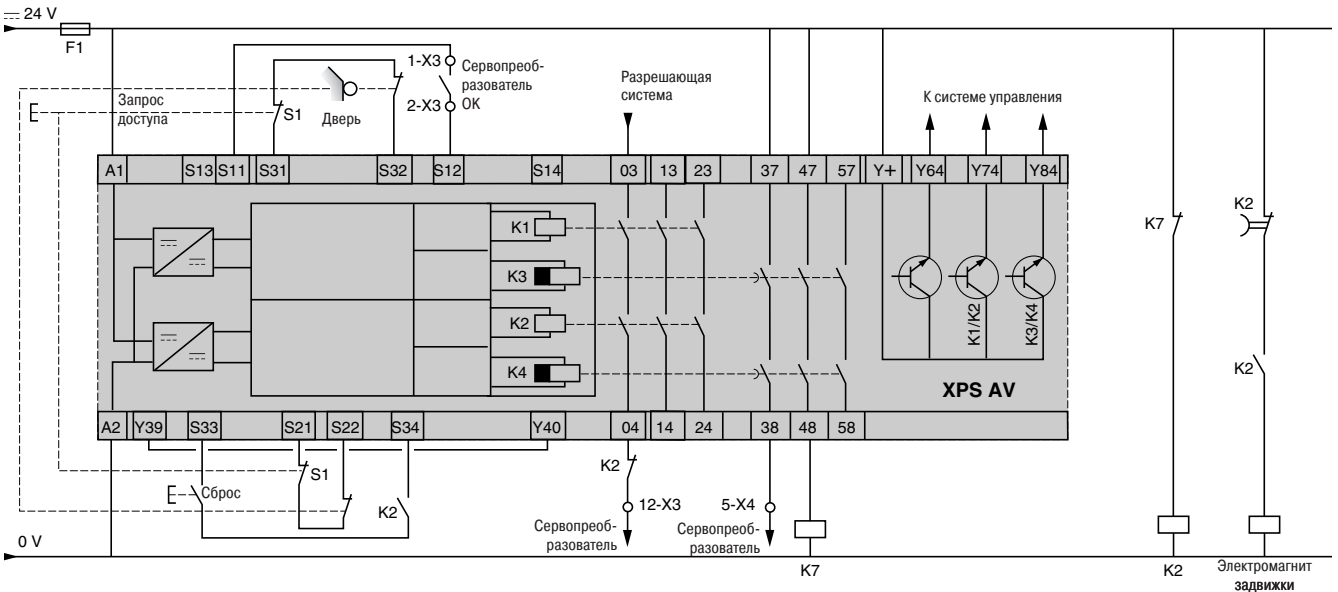 24 V
F1
1-X3
2-X3
Сервопреоб-
разователь
OK
Запрос
доступа
S1
Дверь
Разрешающая
система
К системе управления
A1 S13 S11 S31 S32 S12 S14 03 13 23 37 47 57 Y+ Y64 Y74 Y84
K1
K3
K2
K4
K1/K2
K3/K4
XPS AV
K7
K2
K2
A2 Y39 S33 S21 S22 S34 Y40 04 14 24 38 48 58
S1
Сброс
K2
K2
12-X3
5-X4
Сервопреоб-
разователь
Сервопреоб-
разователь
0 V
K7
K2
Электромагнит
задвижки